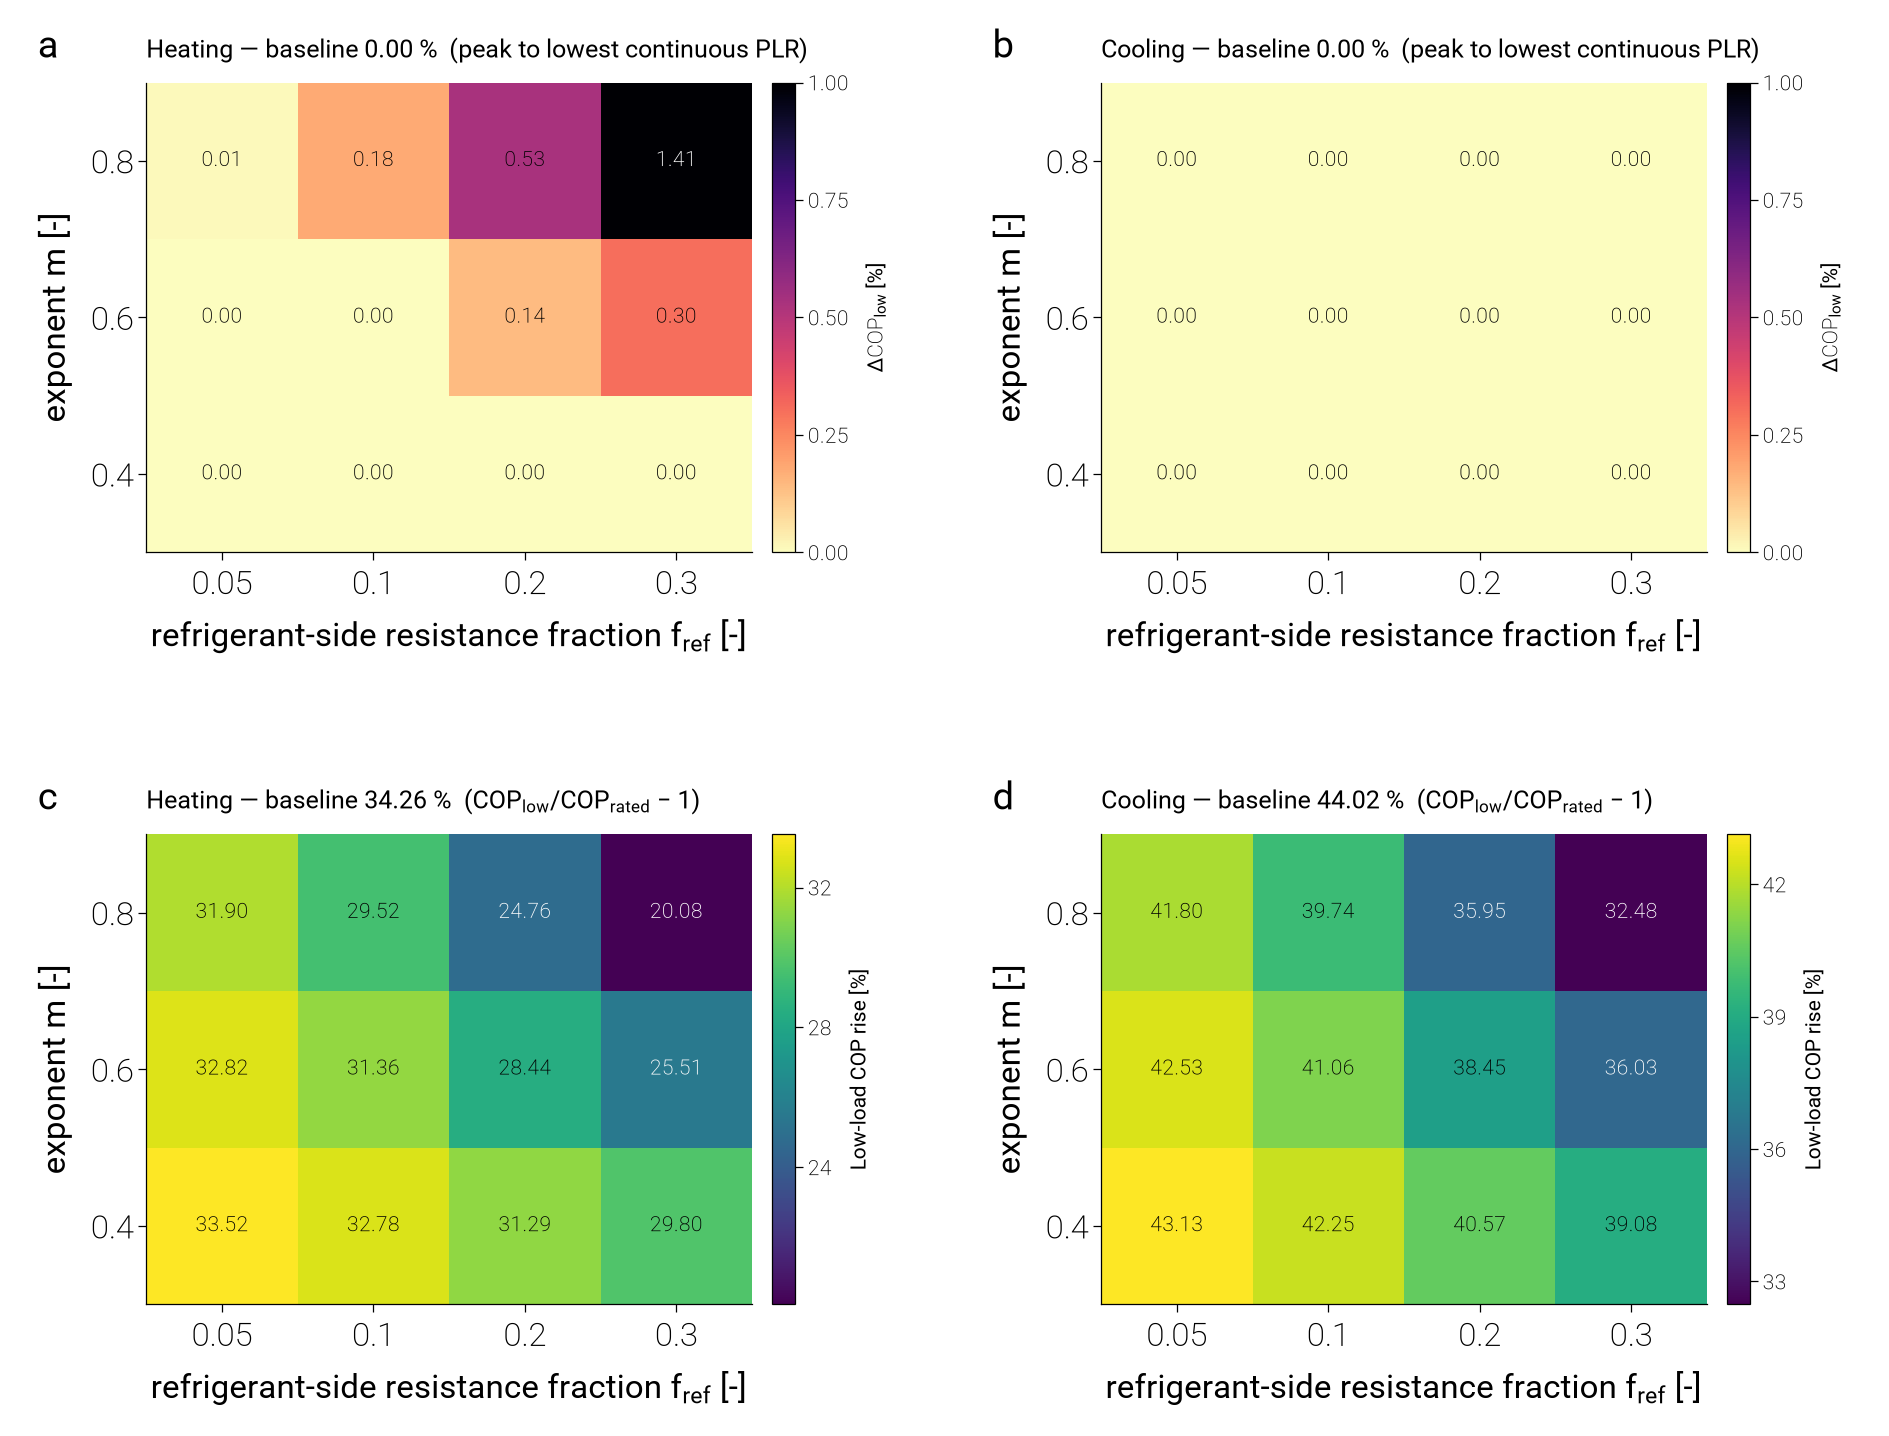 a
Heating — baseline 0.00 % (peak to lowest continuous PLR)
exponent m [-]
0.8
0.6
0.4
0.01 0.18 0.53 1.41
0.00 0.00 0.14 0.30
0.00 0.00 0.00 0.00
0.05 0.1 0.2 0.3
refrigerant-side resistance fraction fref [-]
1.00
0.75
0.50
0.25
0.00
ΔCOPlow [%]
b
Cooling — baseline 0.00 % (peak to lowest continuous PLR)
exponent m [-]
0.8
0.6
0.4
0.00 0.00 0.00 0.00
0.00 0.00 0.00 0.00
0.00 0.00 0.00 0.00
0.05 0.1 0.2 0.3
refrigerant-side resistance fraction fref [-]
1.00
0.75
0.50
0.25
0.00
ΔCOPlow [%]
c
Heating — baseline 34.26 % (COPlow/COPrated − 1)
exponent m [-]
0.8
0.6
0.4
31.90 29.52 24.76 20.08
32.82 31.36 28.44 25.51
33.52 32.78 31.29 29.80
0.05 0.1 0.2 0.3
refrigerant-side resistance fraction fref [-]
32
28
24
Low-load COP rise [%]
d
Cooling — baseline 44.02 % (COPlow/COPrated − 1)
exponent m [-]
0.8
0.6
0.4
41.80 39.74 35.95 32.48
42.53 41.06 38.45 36.03
43.13 42.25 40.57 39.08
0.05 0.1 0.2 0.3
refrigerant-side resistance fraction fref [-]
42
39
36
33
Low-load COP rise [%]